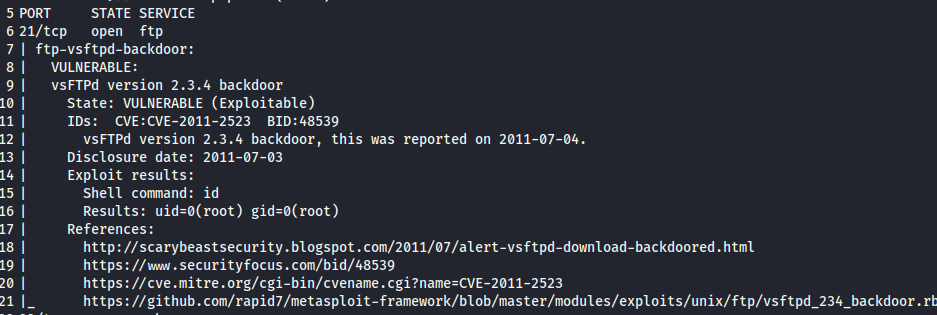 5 PORT     STATE SERVICE
6 21/tcp   open  ftp
7 | ftp-vsftpd-backdoor:
8 |   VULNERABLE:
9 |   vsFTPd version 2.3.4 backdoor
10 |     State: VULNERABLE (Exploitable)
11 |     IDs:  CVE:CVE-2011-2523  BID:48539
12 |       vsFTPd version 2.3.4 backdoor, this was reported on 2011-07-04.
13 |     Disclosure date: 2011-07-03
14 |     Exploit results:
15 |       Shell command: id
16 |       Results: uid=0(root) gid=0(root)
17 |     References:
18 |       http://scarybeastsecurity.blogspot.com/2011/07/alert-vsftpd-download-backdoored.html
19 |       https://www.securityfocus.com/bid/48539
20 |       https://cve.mitre.org/cgi-bin/cvename.cgi?name=CVE-2011-2523
21 |_      https://github.com/rapid7/metasploit-framework/blob/master/modules/exploits/unix/ftp/vsftpd_234_backdoor.rb